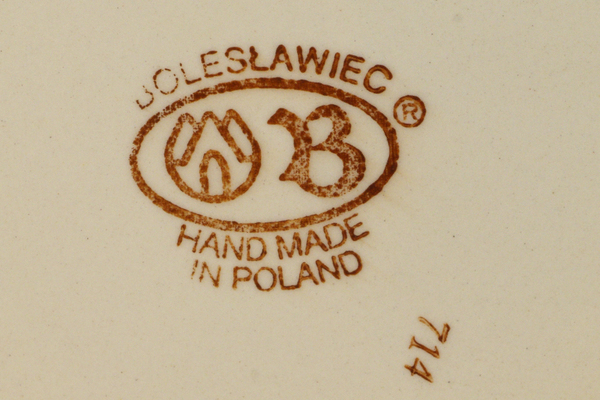 BOLESŁAWIEC
®
B
HAND MADE
IN POLAND
714